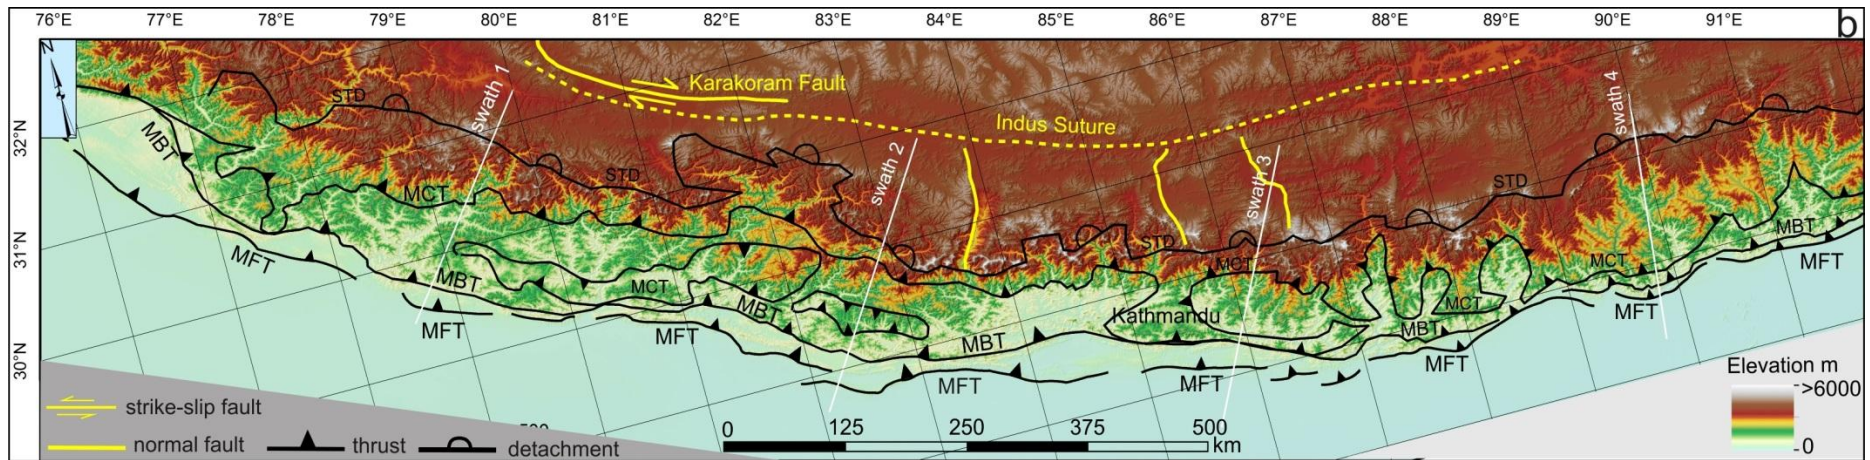 76°E 77°E 78°E 79°E 80°E 81°E 82°E 83°E 84°E 85°E 86°E 87°E 88°E 89°E 90°E 91°E
b
N
32°N
31°N
30°N
STD
swath 1
Karakoram Fault
Indus Suture
swath 4
MBT
swath 2
STD
swath 3
STD
MCT
STD
MFT
MBT
MCT
MBT
MCT
Kathmandu
MCT
MCT
MBT
MFT
MFT
MFT
MBT
MFT
MFT
MBT
MFT
MFT
MBT
MFT
Elevation m
>6000
0
strike-slip fault
normal fault
thrust
detachment
0 125 250 375 500
km